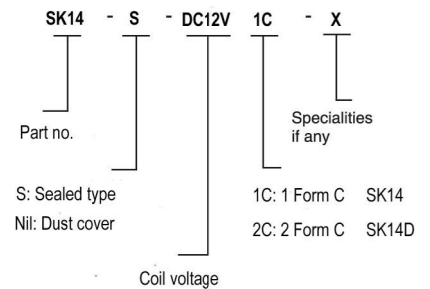 SK14 - S - DC12V 1C - X
Specialities
if any
Part no.
S: Sealed type
Nil: Dust cover
1C: 1 Form C SK14
2C: 2 Form C SK14D
Coil voltage